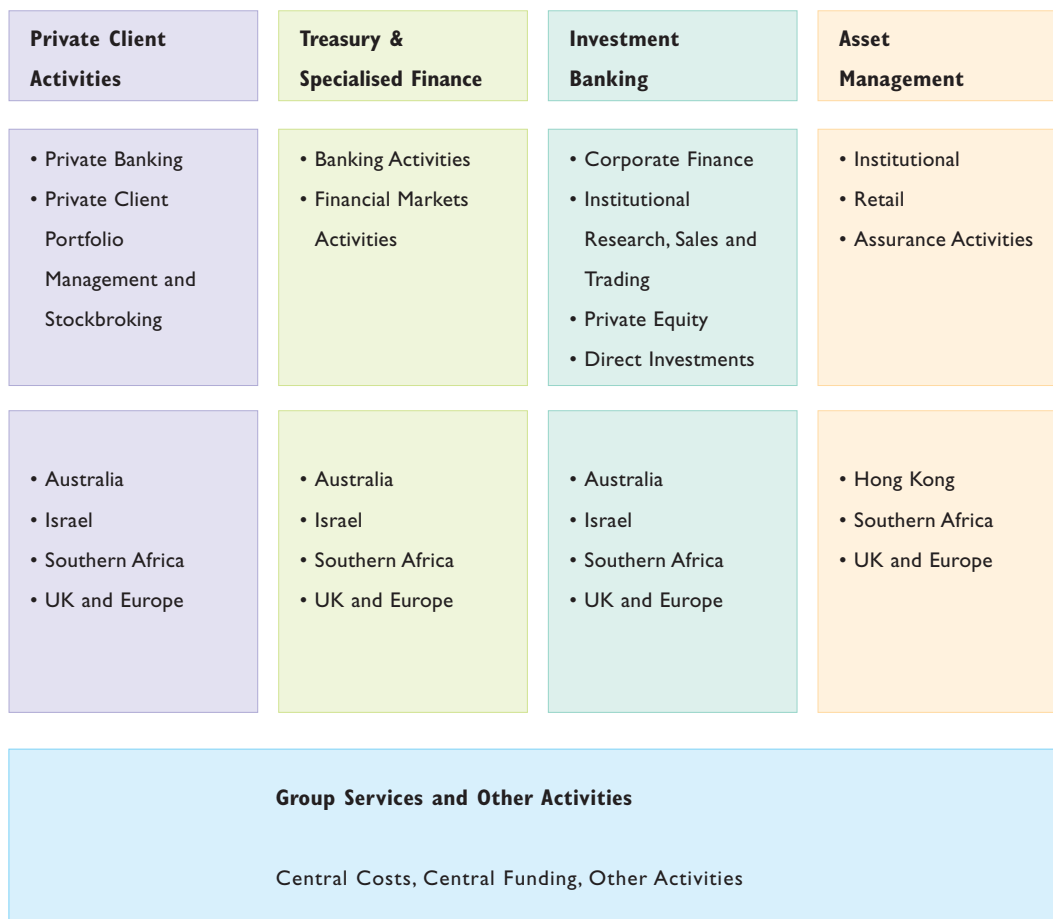 Private Client
Activities
Treasury &
Specialised Finance
Investment
Banking
Asset
Management
• Private Banking
• Private Client
Portfolio
Management and
Stockbroking
• Banking Activities
• Financial Markets
Activities
• Corporate Finance
• Institutional
Research, Sales and
Trading
• Private Equity
• Direct Investments
• Institutional
• Retail
• Assurance Activities
• Australia
• Israel
• Southern Africa
• UK and Europe
• Australia
• Israel
• Southern Africa
• UK and Europe
• Australia
• Israel
• Southern Africa
• UK and Europe
• Hong Kong
• Southern Africa
• UK and Europe
Group Services and Other Activities
Central Costs, Central Funding, Other Activities